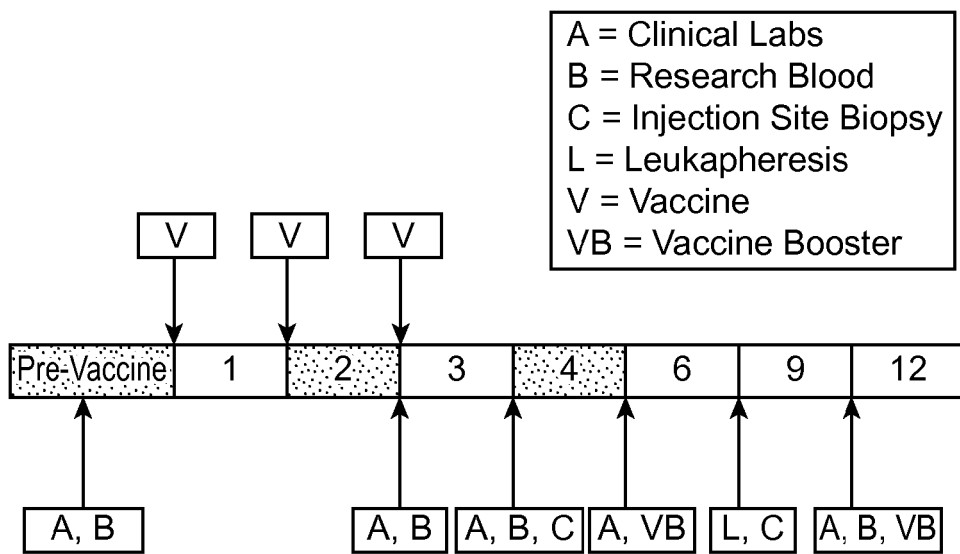 A = Clinical Labs
B = Research Blood
C = Injection Site Biopsy
L = Leukapheresis
V = Vaccine
VB = Vaccine Booster
V V V
Pre-Vaccine 1 2 3 4 6 9 12
A, B A, B A, B, C A, VB L, C A, B, VB